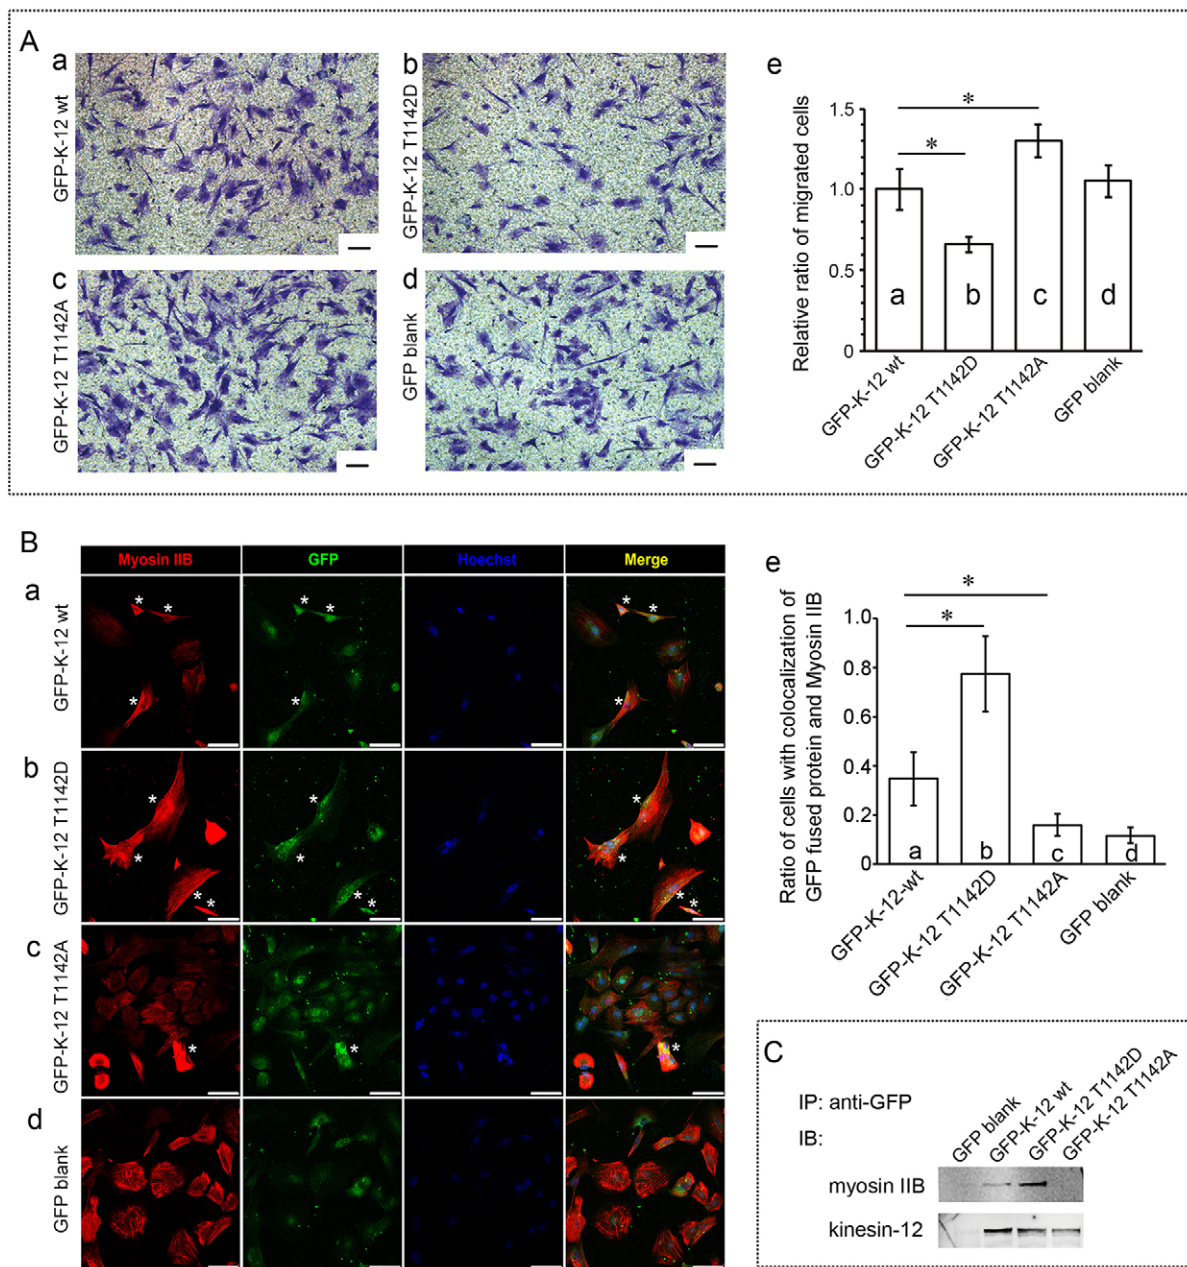 A
a
GFP-K-12 wt
b
GFP-K-12 T1142D
c
GFP-K-12 T1142A
d
GFP blank
e
Relative ratio of migrated cells
1.5
1.0
0.5
0
*
*
a
b
c
d
GFP-K-12 wt
GFP-K-12 T1142D
GFP-K-12 T1142A
GFP blank
B
Myosin IIB
GFP
Hoechst
Merge
a
GFP-K-12 wt
* *
*
* *
*
* *
*
b
GFP-K-12 T1142D
*
*
* *
*
*
* *
*
*
* *
c
GFP-K-12 T1142A
*
*
*
d
GFP blank
e
Ratio of cells with colocalization of
GFP fused protein and Myosin IIB
1.0
0.8
0.6
0.4
0.2
0
*
*
a
b
c
d
GFP-K-12-wt
GFP-K-12 T1142D
GFP-K-12 T1142A
GFP blank
C
IP: anti-GFP
IB:
GFP blank
GFP-K-12 wt
GFP-K-12 T1142D
GFP-K-12 T1142A
myosin IIB
kinesin-12